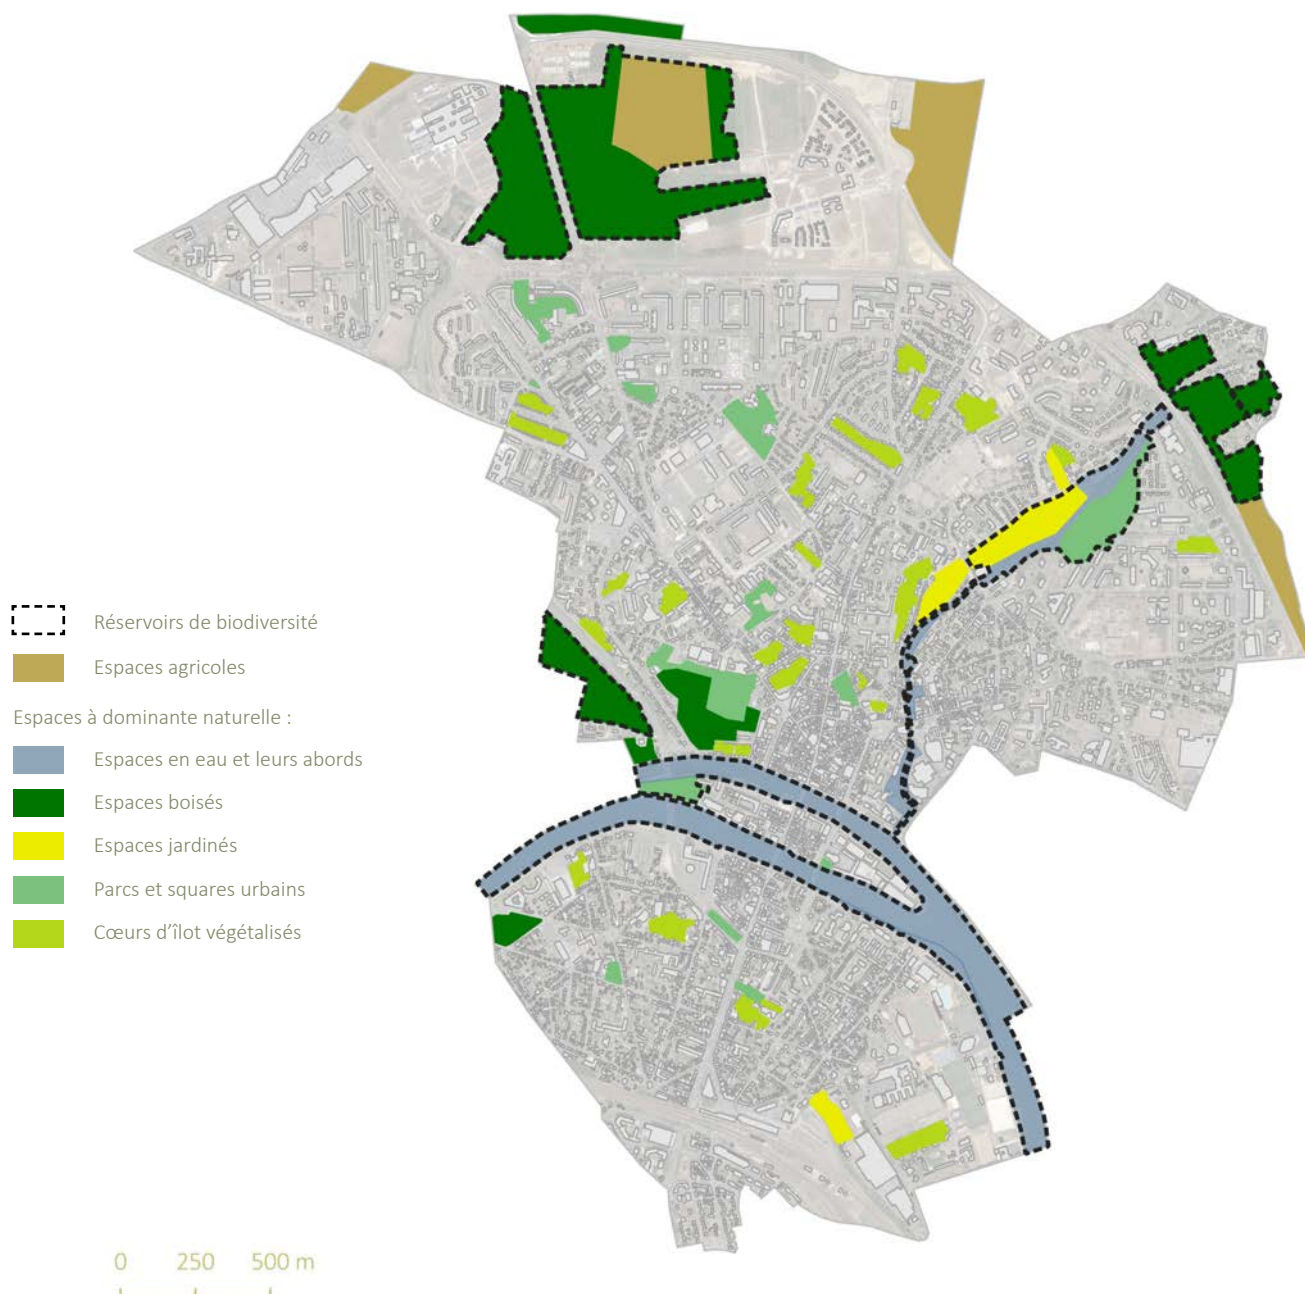 Réservoirs de biodiversité
Espaces agricoles
Espaces à dominante naturelle :
Espaces en eau et leurs abords
Espaces boisés
Espaces jardinés
Parcs et squares urbains
Cœurs d'îlot végétalisés
0 250 500 m